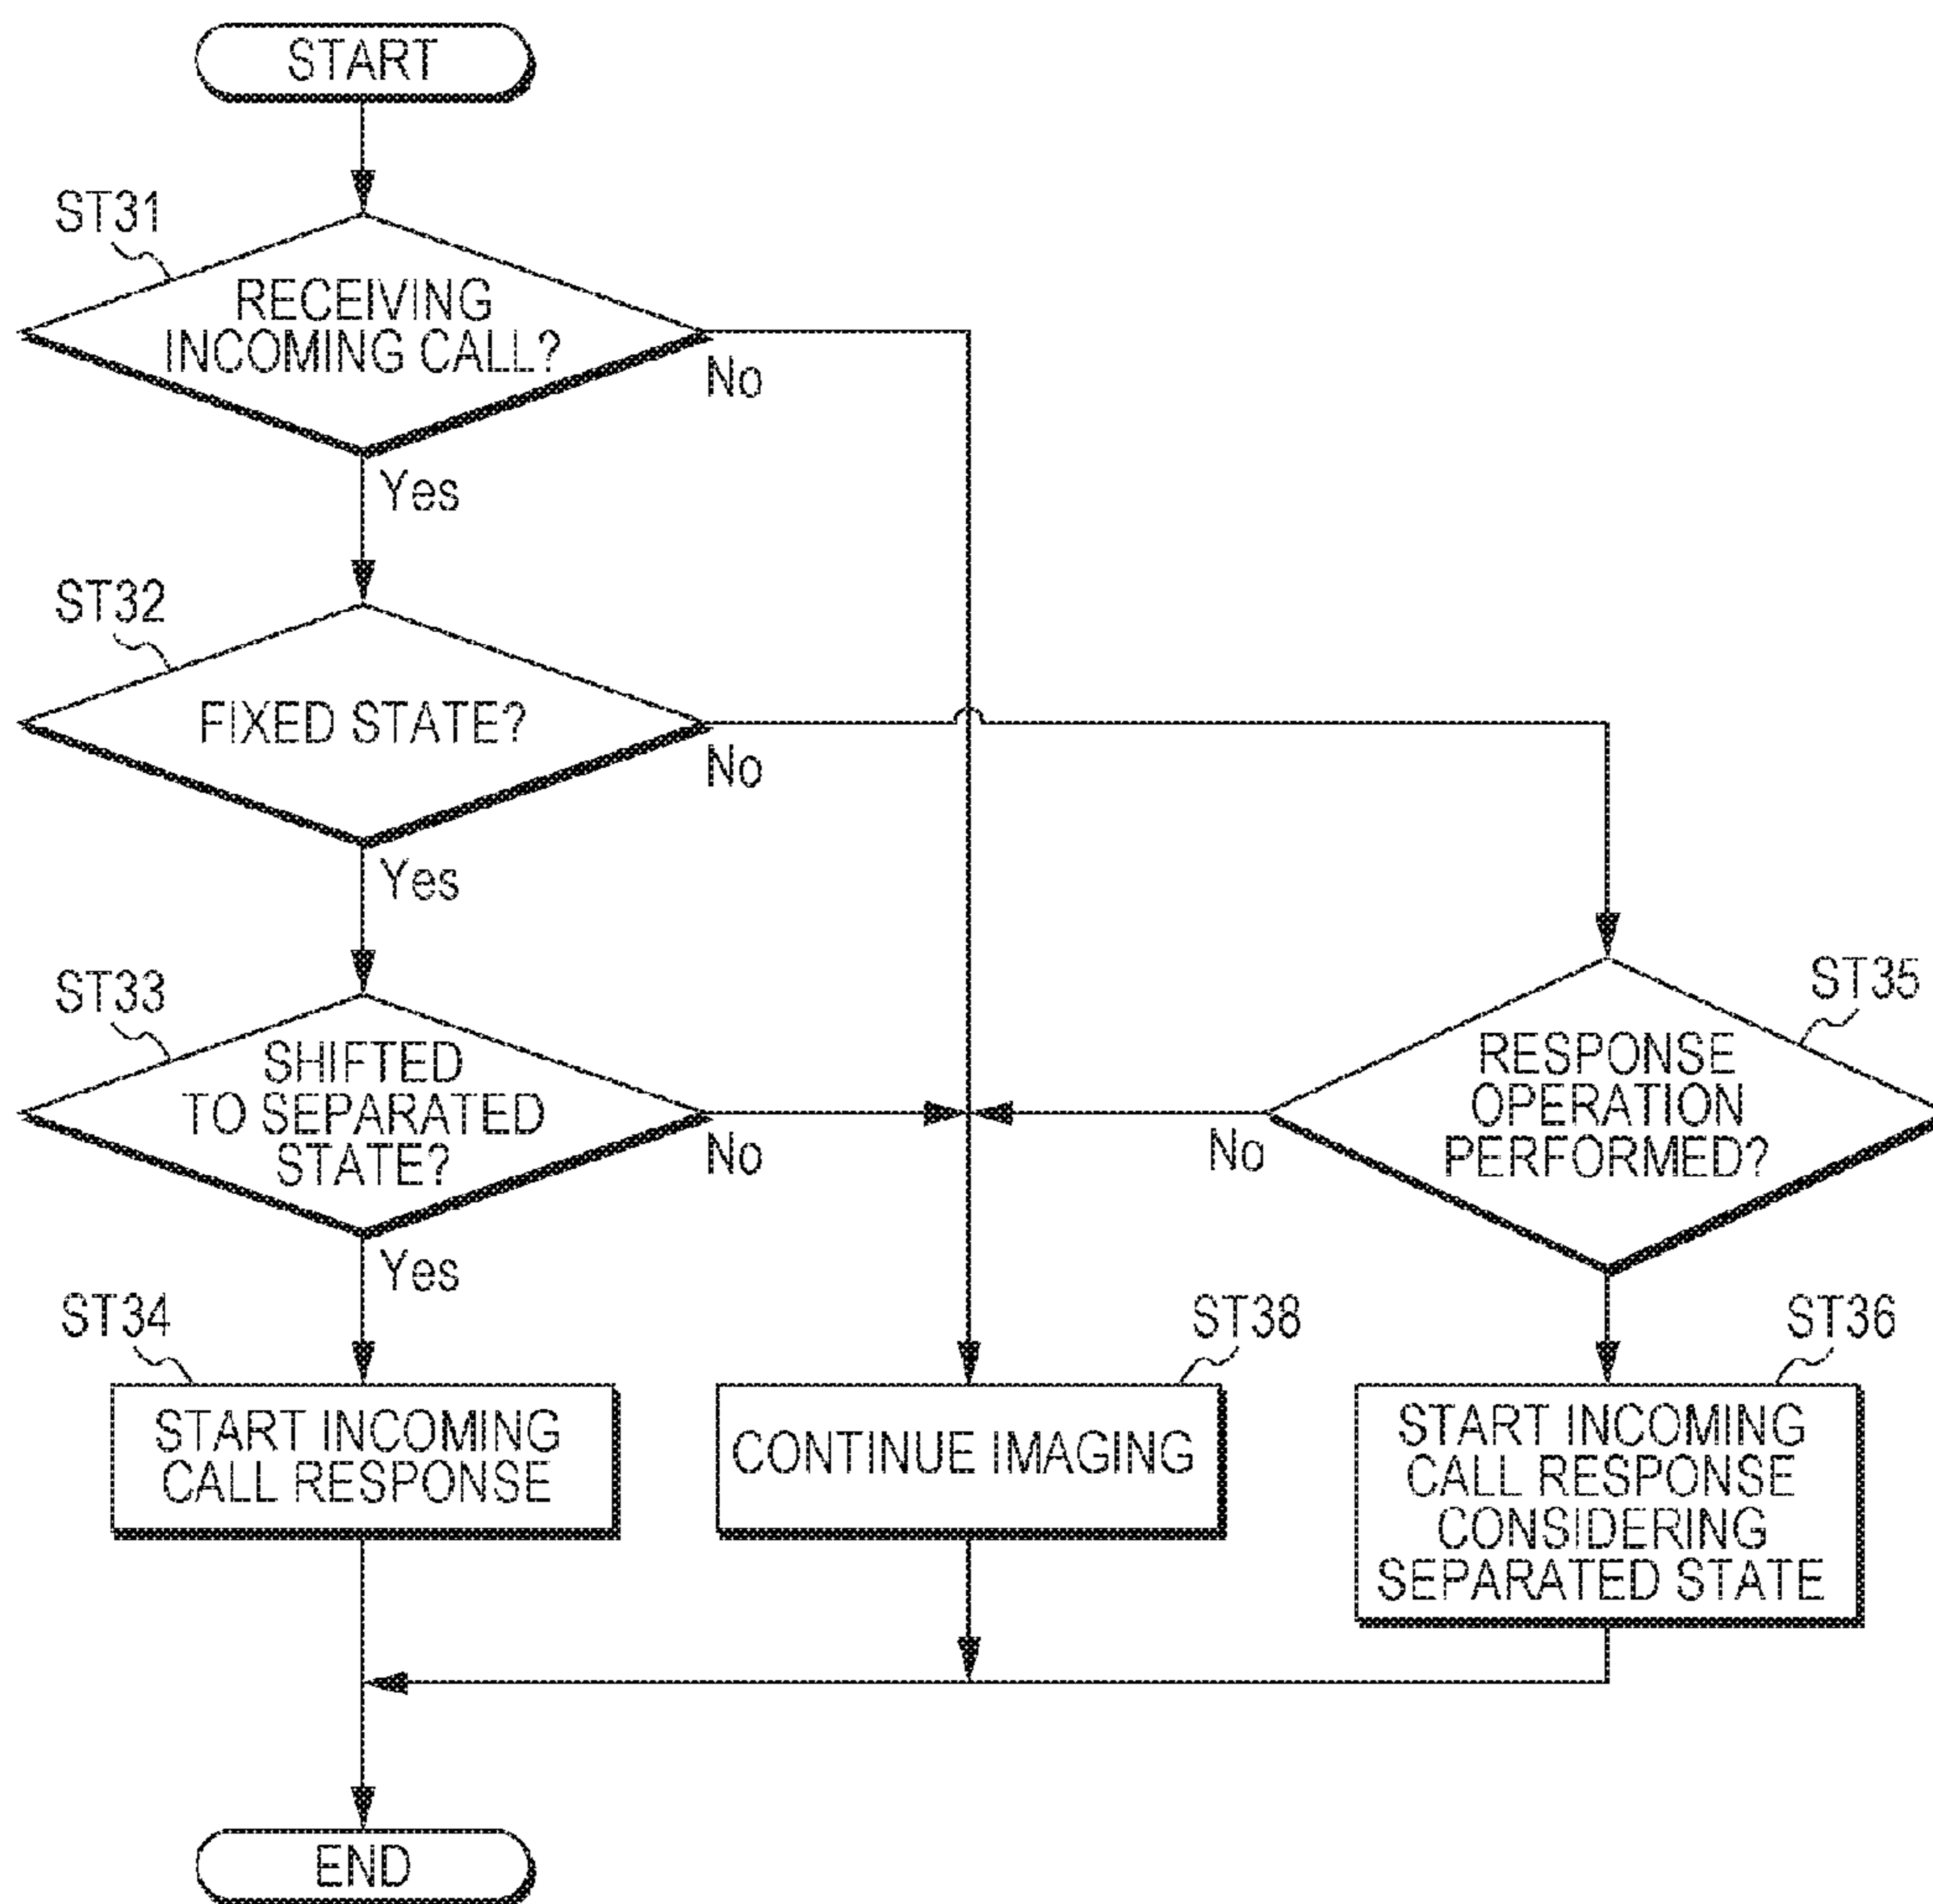 START
ST31
RECEIVING
INCOMING CALL?
No
Yes
ST32
FIXED STATE?
No
Yes
ST33
SHIFTED
TO SEPARATED
STATE?
No
Yes
ST35
RESPONSE
OPERATION
PERFORMED?
No
ST34
START INCOMING
CALL RESPONSE
ST38
CONTINUE IMAGING
ST36
START INCOMING
CALL RESPONSE
CONSIDERING
SEPARATED STATE
END